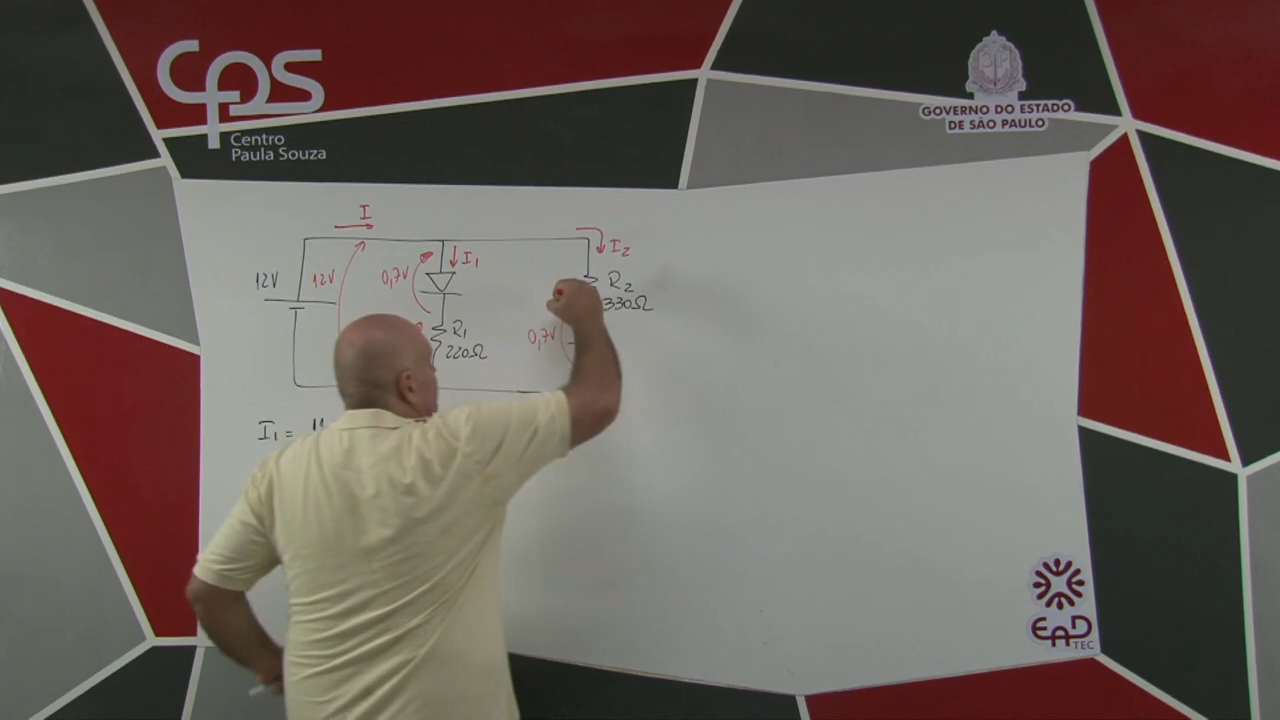 CPS
Centro
Paula Souza
GOVERNO DO ESTADO
DE SÃO PAULO
I
12V
12V
0,7V
I1
I2
R2
330Ω
R1
220Ω
0,7V
I1 = 11
EAD
TEC